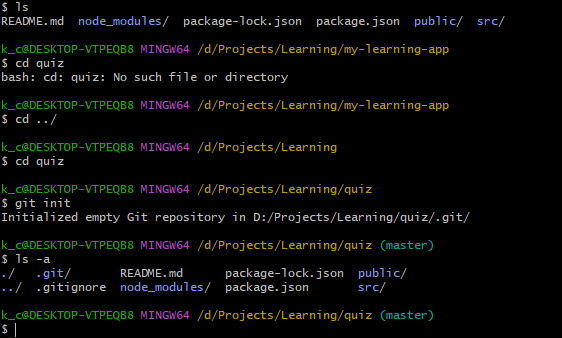 $ ls
README.md node_modules/ package-lock.json package.json public/ src/
k_c@DESKTOP-VTPEQB8 MINGW64 /d/Projects/Learning/my-learning-app
$ cd quiz
bash: cd: quiz: No such file or directory
k_c@DESKTOP-VTPEQB8 MINGW64 /d/Projects/Learning/my-learning-app
$ cd ../
k_c@DESKTOP-VTPEQB8 MINGW64 /d/Projects/Learning
$ cd quiz
k_c@DESKTOP-VTPEQB8 MINGW64 /d/Projects/Learning/quiz
$ git init
Initialized empty Git repository in D:/Projects/Learning/quiz/.git/
k_c@DESKTOP-VTPEQB8 MINGW64 /d/Projects/Learning/quiz (master)
$ ls -a
./ .git/ README.md package-lock.json public/
../ .gitignore node_modules/ package.json src/
k_c@DESKTOP-VTPEQB8 MINGW64 /d/Projects/Learning/quiz (master)
$